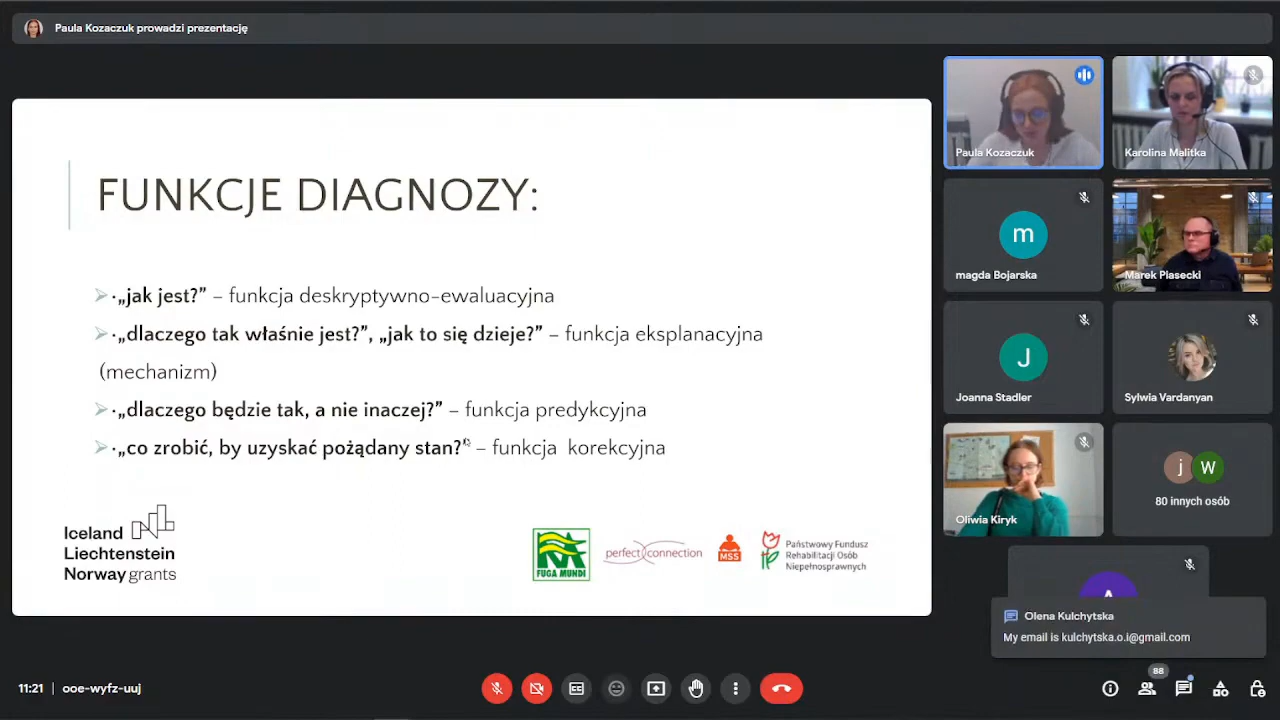 Paula Kozaczuk prowadzi prezentację
FUNKCJE DIAGNOZY:
➢·„jak jest?” – funkcja deskryptywno-ewaluacyjna
➢·„dlaczego tak właśnie jest?”, „jak to się dzieje?” – funkcja eksplanacyjna
(mechanizm)
➢·„dlaczego będzie tak, a nie inaczej?” – funkcja predykcyjna
➢·„co zrobić, by uzyskać pożądany stan?” – funkcja korekcyjna
Iceland
Liechtenstein
Norway grants
FUGA MUNDI
perfect connection
MSS
Państwowy Fundusz
Rehabilitacji Osób
Niepełnosprawnych
Paula Kozaczuk
Karolina Malitka
m
magda Bojarska
Marek Piasecki
J
Joanna Stadler
Sylwia Vardanyan
Oliwia Kiryk
j W
80 innych osób
A
Olena Kulchytska
My email is kulchytska.o.i@gmail.com
11:21 | ooe-wyfz-uuj
88